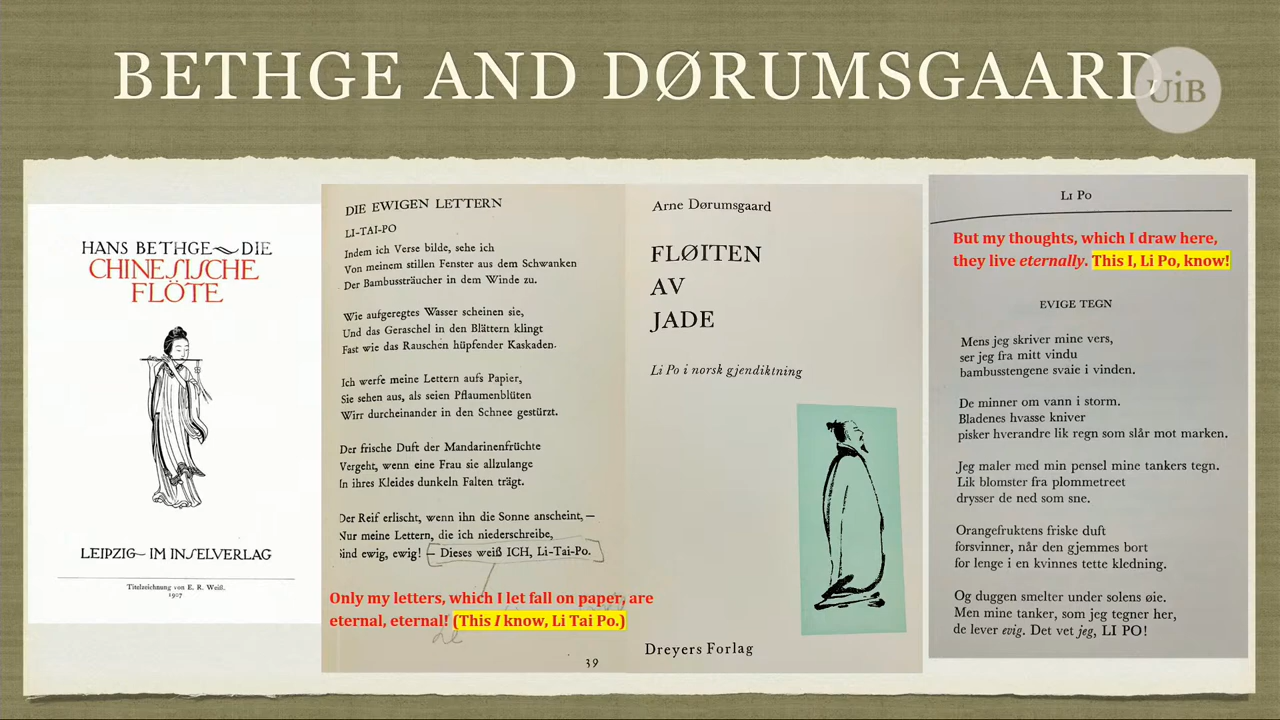 BETHGE AND DØRUMSGAARD
UiB
HANS BETHGE~DIE
CHINESISCHE
FLÖTE
LEIPZIG~IM INSELVERLAG
Titelzeichnung von E. R. Weiß.
1907
DIE EWIGEN LETTERN
LI-TAI-PO
Indem ich Verse bilde, sehe ich
Von meinem stillen Fenster aus dem Schwanken
Der Bambussträucher in dem Winde zu.
Wie aufgeregtes Wasser scheinen sie,
Und das Geraschel in den Blättern klingt
Fast wie das Rauschen hüpfender Kaskaden.
Ich werfe meine Lettern aufs Papier,
Sie sehen aus, als seien Pflaumenblüten
Wirr durcheinander in den Schnee gestürzt.
Der frische Duft der Mandarinenfrüchte
Vergeht, wenn eine Frau sie allzulange
In ihres Kleides dunkeln Falten trägt.
Der Reif erlischt, wenn ihn die Sonne anscheint, —
Nur meine Lettern, die ich niederschreibe,
Sind ewig, ewig! — Dieses weiß ICH, Li-Tai-Po.
Only my letters, which I let fall on paper, are
eternal, eternal! (This I know, Li Tai Po.)
39
Arne Dørumsgaard
FLØITEN
AV
JADE
Li Po i norsk gjendiktning
Dreyers Forlag
LI PO
But my thoughts, which I draw here,
they live eternally. This I, Li Po, know!
EVIGE TEGN
Mens jeg skriver mine vers,
ser jeg fra mitt vindu
bambusstengene svaie i vinden.
De minner om vann i storm.
Bladenes hvasse kniver
pisker hverandre lik regn som slår mot marken.
Jeg maler med min pensel mine tankers tegn.
Lik blomster fra plommetreet
drysser de ned som sne.
Orangefruktens friske duft
forsvinner, når den gjemmes bort
for lenge i en kvinnes tette kledning.
Og duggen smelter under solens øie.
Men mine tanker, som jeg tegner her,
de lever evig. Det vet jeg, LI PO!